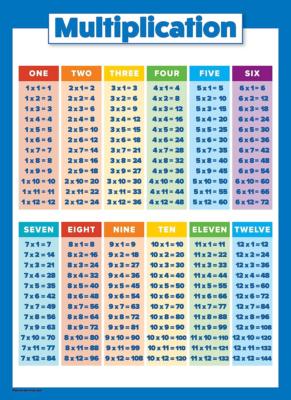 Multiplication
ONE
1 x 1 = 1
1 x 2 = 2
1 x 3 = 3
1 x 4 = 4
1 x 5 = 5
1 x 6 = 6
1 x 7 = 7
1 x 8 = 8
1 x 9 = 9
1 x 10 = 10
1 x 11 = 11
1 x 12 = 12
TWO
2 x 1 = 2
2 x 2 = 4
2 x 3 = 6
2 x 4 = 8
2 x 5 = 10
2 x 6 = 12
2 x 7 = 14
2 x 8 = 16
2 x 9 = 18
2 x 10 = 20
2 x 11 = 22
2 x 12 = 24
THREE
3 x 1 = 3
3 x 2 = 6
3 x 3 = 9
3 x 4 = 12
3 x 5 = 15
3 x 6 = 18
3 x 7 = 21
3 x 8 = 24
3 x 9 = 27
3 x 10 = 30
3 x 11 = 33
3 x 12 = 36
FOUR
4 x 1 = 4
4 x 2 = 8
4 x 3 = 12
4 x 4 = 16
4 x 5 = 20
4 x 6 = 24
4 x 7 = 28
4 x 8 = 32
4 x 9 = 36
4 x 10 = 40
4 x 11 = 44
4 x 12 = 48
FIVE
5 x 1 = 5
5 x 2 = 10
5 x 3 = 15
5 x 4 = 20
5 x 5 = 25
5 x 6 = 30
5 x 7 = 35
5 x 8 = 40
5 x 9 = 45
5 x 10 = 50
5 x 11 = 55
5 x 12 = 60
SIX
6 x 1 = 6
6 x 2 = 12
6 x 3 = 18
6 x 4 = 24
6 x 5 = 30
6 x 6 = 36
6 x 7 = 42
6 x 8 = 48
6 x 9 = 54
6 x 10 = 60
6 x 11 = 66
6 x 12 = 72
SEVEN
7 x 1 = 7
7 x 2 = 14
7 x 3 = 21
7 x 4 = 28
7 x 5 = 35
7 x 6 = 42
7 x 7 = 49
7 x 8 = 56
7 x 9 = 63
7 x 10 = 70
7 x 11 = 77
7 x 12 = 84
EIGHT
8 x 1 = 8
8 x 2 = 16
8 x 3 = 24
8 x 4 = 32
8 x 5 = 40
8 x 6 = 48
8 x 7 = 56
8 x 8 = 64
8 x 9 = 72
8 x 10 = 80
8 x 11 = 88
8 x 12 = 96
NINE
9 x 1 = 9
9 x 2 = 18
9 x 3 = 27
9 x 4 = 36
9 x 5 = 45
9 x 6 = 54
9 x 7 = 63
9 x 8 = 72
9 x 9 = 81
9 x 10 = 90
9 x 11 = 99
9 x 12 = 108
TEN
10 x 1 = 10
10 x 2 = 20
10 x 3 = 30
10 x 4 = 40
10 x 5 = 50
10 x 6 = 60
10 x 7 = 70
10 x 8 = 80
10 x 9 = 90
10 x 10 = 100
10 x 11 = 110
10 x 12 = 120
ELEVEN
11 x 1 = 11
11 x 2 = 22
11 x 3 = 33
11 x 4 = 44
11 x 5 = 55
11 x 6 = 66
11 x 7 = 77
11 x 8 = 88
11 x 9 = 99
11 x 10 = 110
11 x 11 = 121
11 x 12 = 132
TWELVE
12 x 1 = 12
12 x 2 = 24
12 x 3 = 36
12 x 4 = 48
12 x 5 = 60
12 x 6 = 72
12 x 7 = 84
12 x 8 = 96
12 x 9 = 108
12 x 10 = 120
12 x 11 = 132
12 x 12 = 144